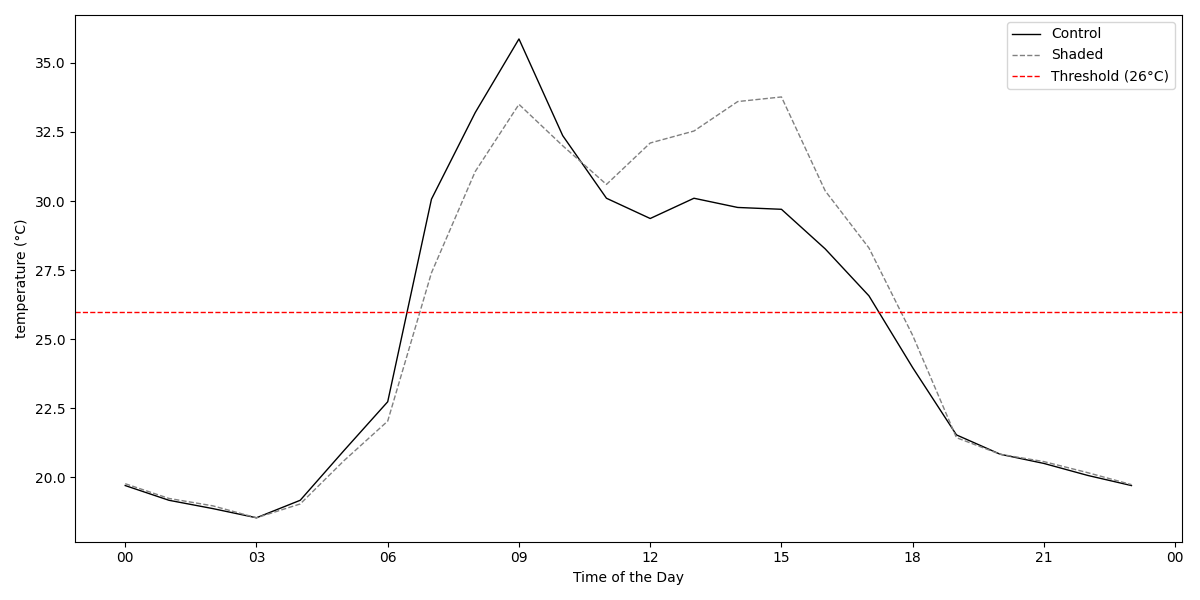 Control
Shaded
Threshold (26°C)
temperature (°C)
35.0
32.5
30.0
27.5
25.0
22.5
20.0
00 03 06 09 12 15 18 21 00
Time of the Day